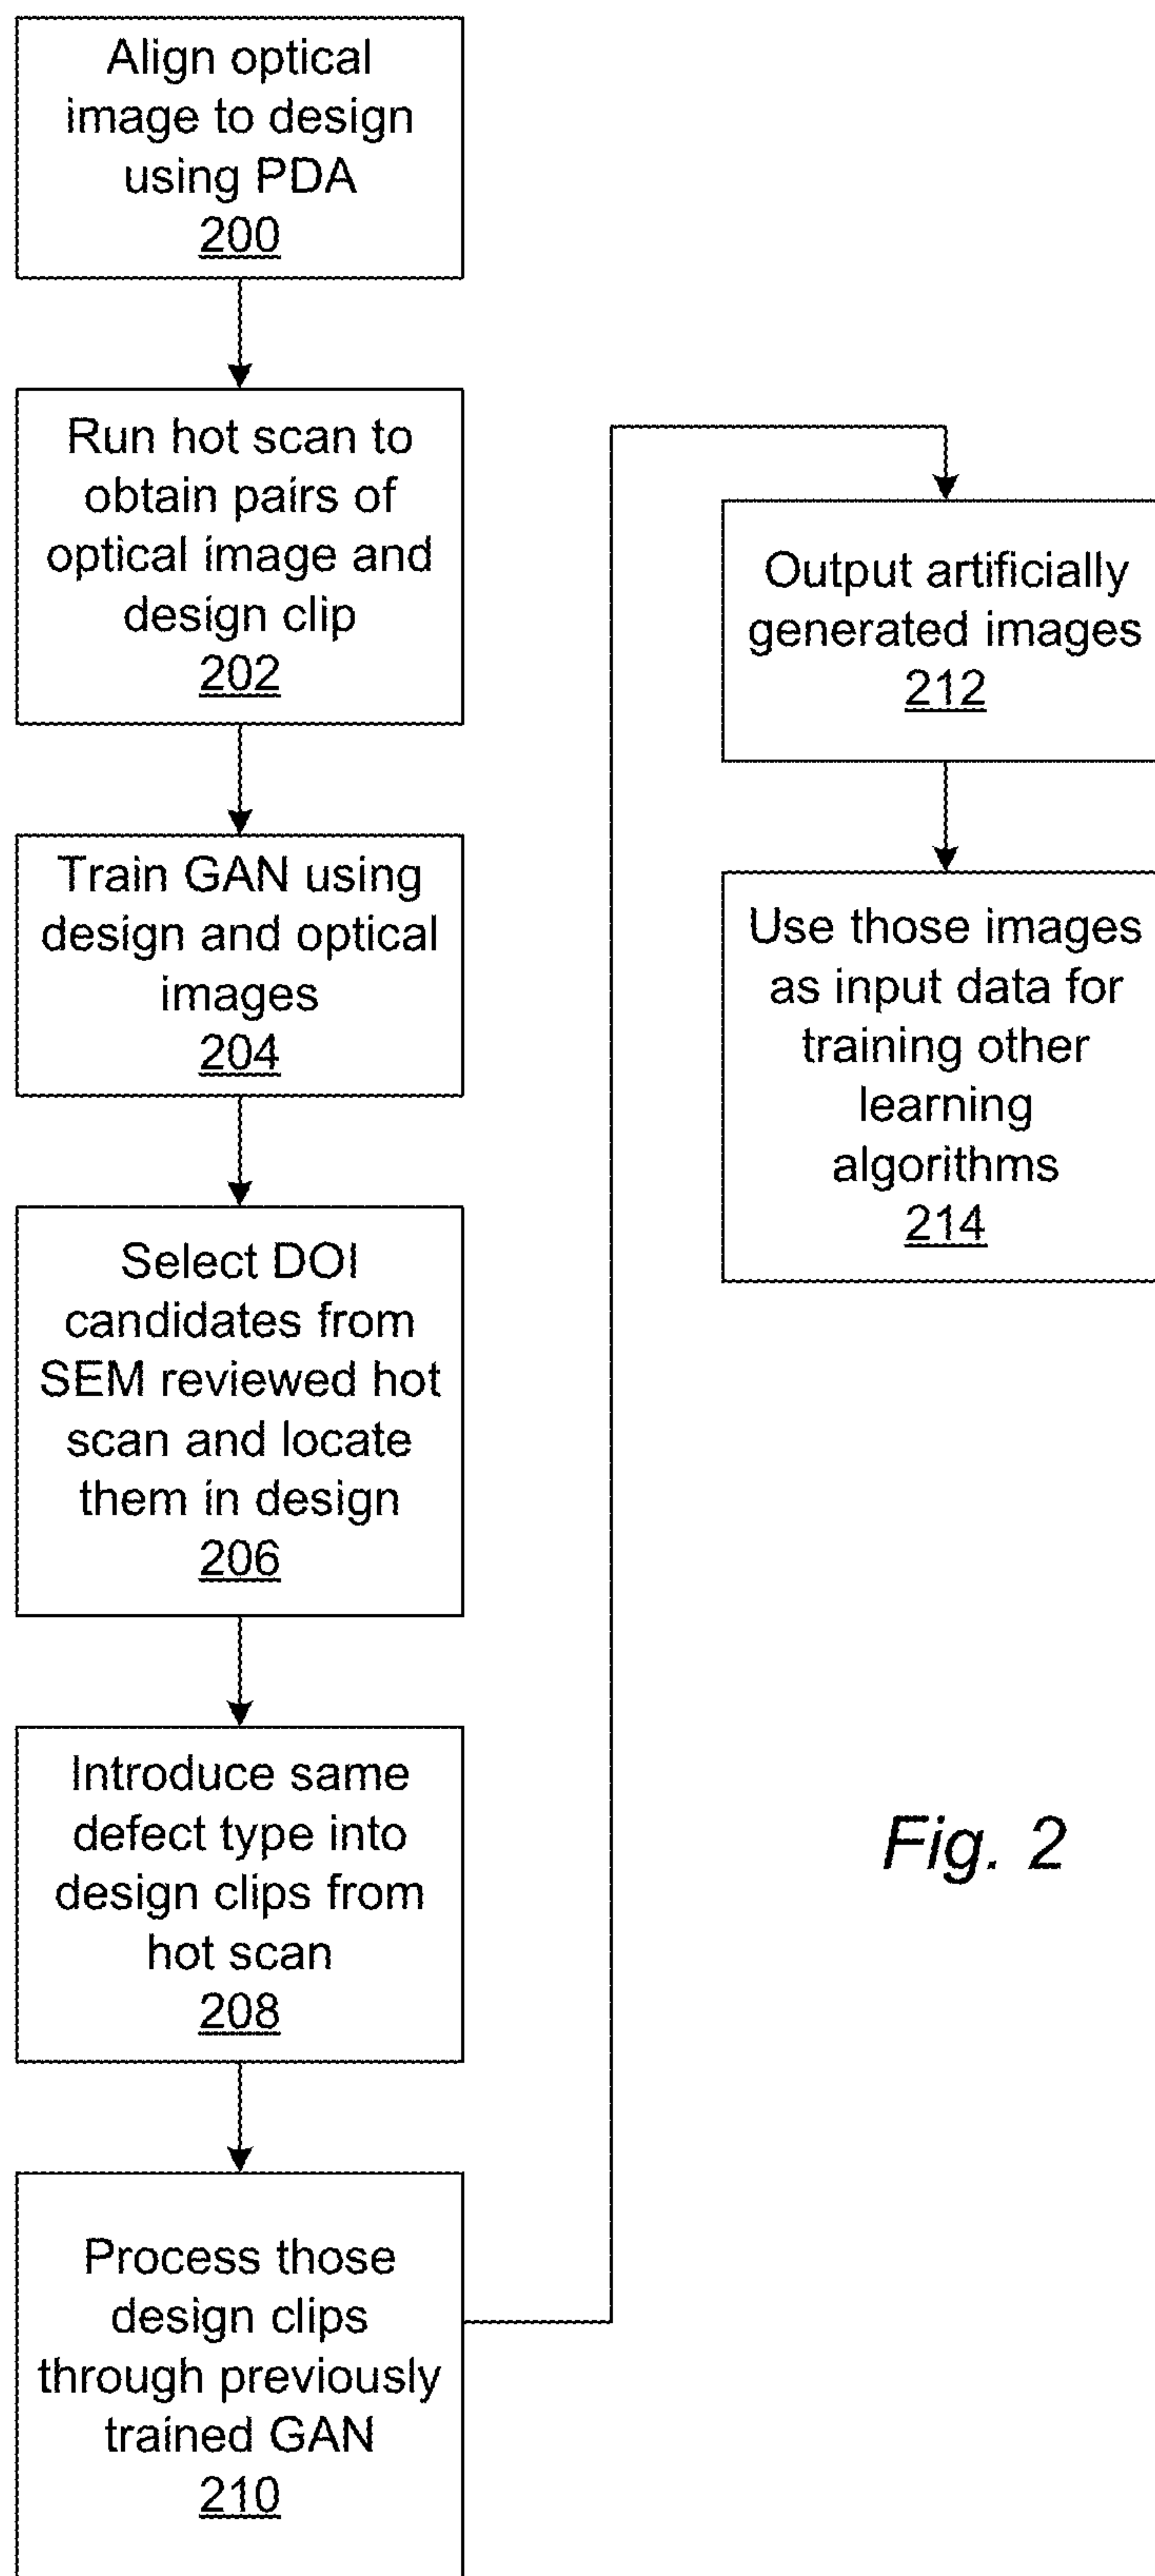 Align optical
image to design
using PDA
200
Run hot scan to
obtain pairs of
optical image and
design clip
202
Train GAN using
design and optical
images
204
Select DOI
candidates from
SEM reviewed hot
scan and locate
them in design
206
Introduce same
defect type into
design clips from
hot scan
208
Process those
design clips
through previously
trained GAN
210
Output artificially
generated images
212
Use those images
as input data for
training other
learning
algorithms
214
Fig. 2